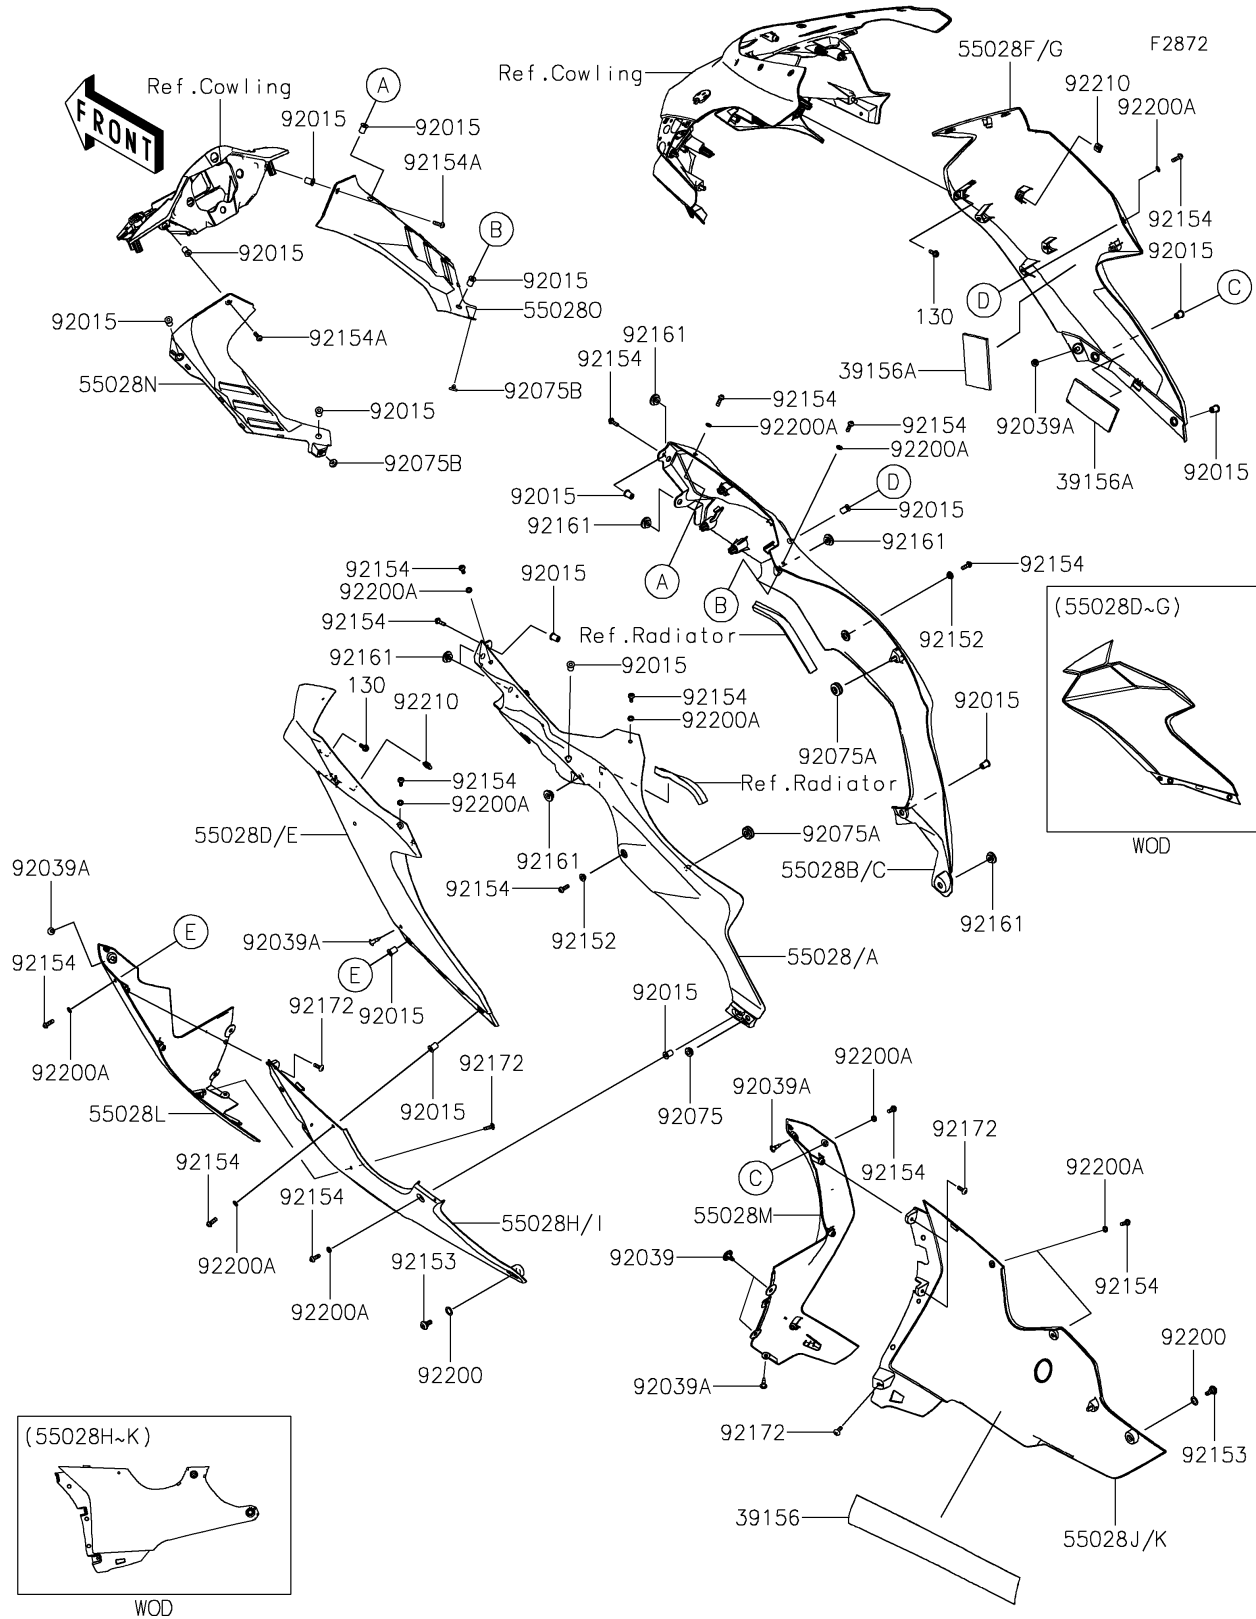 F2872
55028F/G
Ref.Cowling
92210
Ref.Cowling
A
92200A
FRONT
92015
92015
92154A
92154
B
92015
92015
92015
C
D
550280
92015
130
92161
92154A
92154
39156A
55028N
92075B
92154
92015
92200A
92154
92039A
92200A
92075B
39156A
92015
D
92015
92015
92161
92161
92154
92015
92154
A
92200A
(55028D~G)
B
92154
Ref.Radiator
92152
92161
92015
130
92210
92154
92015
92200A
92075A
92154
Ref.Radiator
92200A
55028D/E
92075A
WOD
92039A
92161
55028B/C
92154
E
92161
92039A
92152
92154
55028/A
E
92015
92015
92172
92200A
92172
92200A
92039A
55028L
92015
92075
92172
92154
C
92154
92200A
92154
55028M
55028H/I
92039
92200A
92153
92154
92200A
92200
92200
92039A
(55028H~K)
92172
92153
39156
55028J/K
WOD